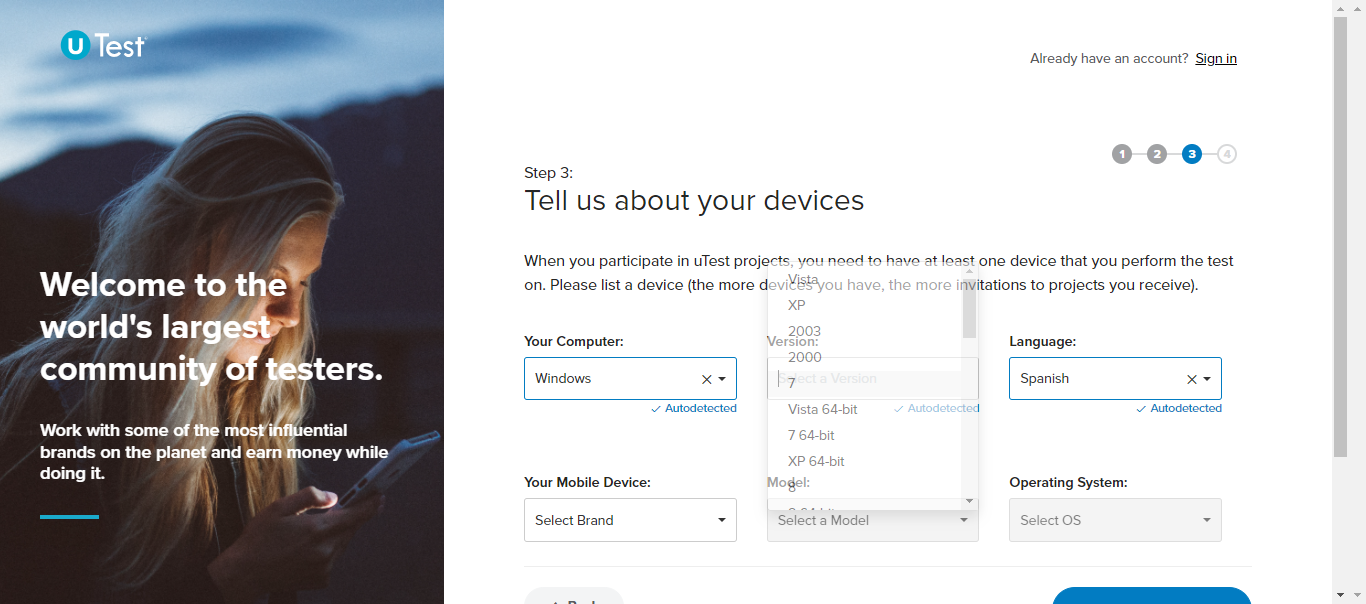 U Test
Already have an account? Sign in
1 2 3 4
Step 3:
Tell us about your devices
When you participate in uTest projects, you need to have at least one device that you perform the test
on. Please list a device (the more devices you have, the more invitations to projects you receive).
Welcome to the
world's largest
community of testers.
Work with some of the most influential
brands on the planet and earn money while
doing it.
Your Computer:
Windows
Autodetected
Version:
Select a Version
Autodetected
Vista
XP
2003
2000
7
Vista 64-bit
7 64-bit
XP 64-bit
8
Language:
Spanish
Autodetected
Your Mobile Device:
Select Brand
Model:
Select a Model
Operating System:
Select OS